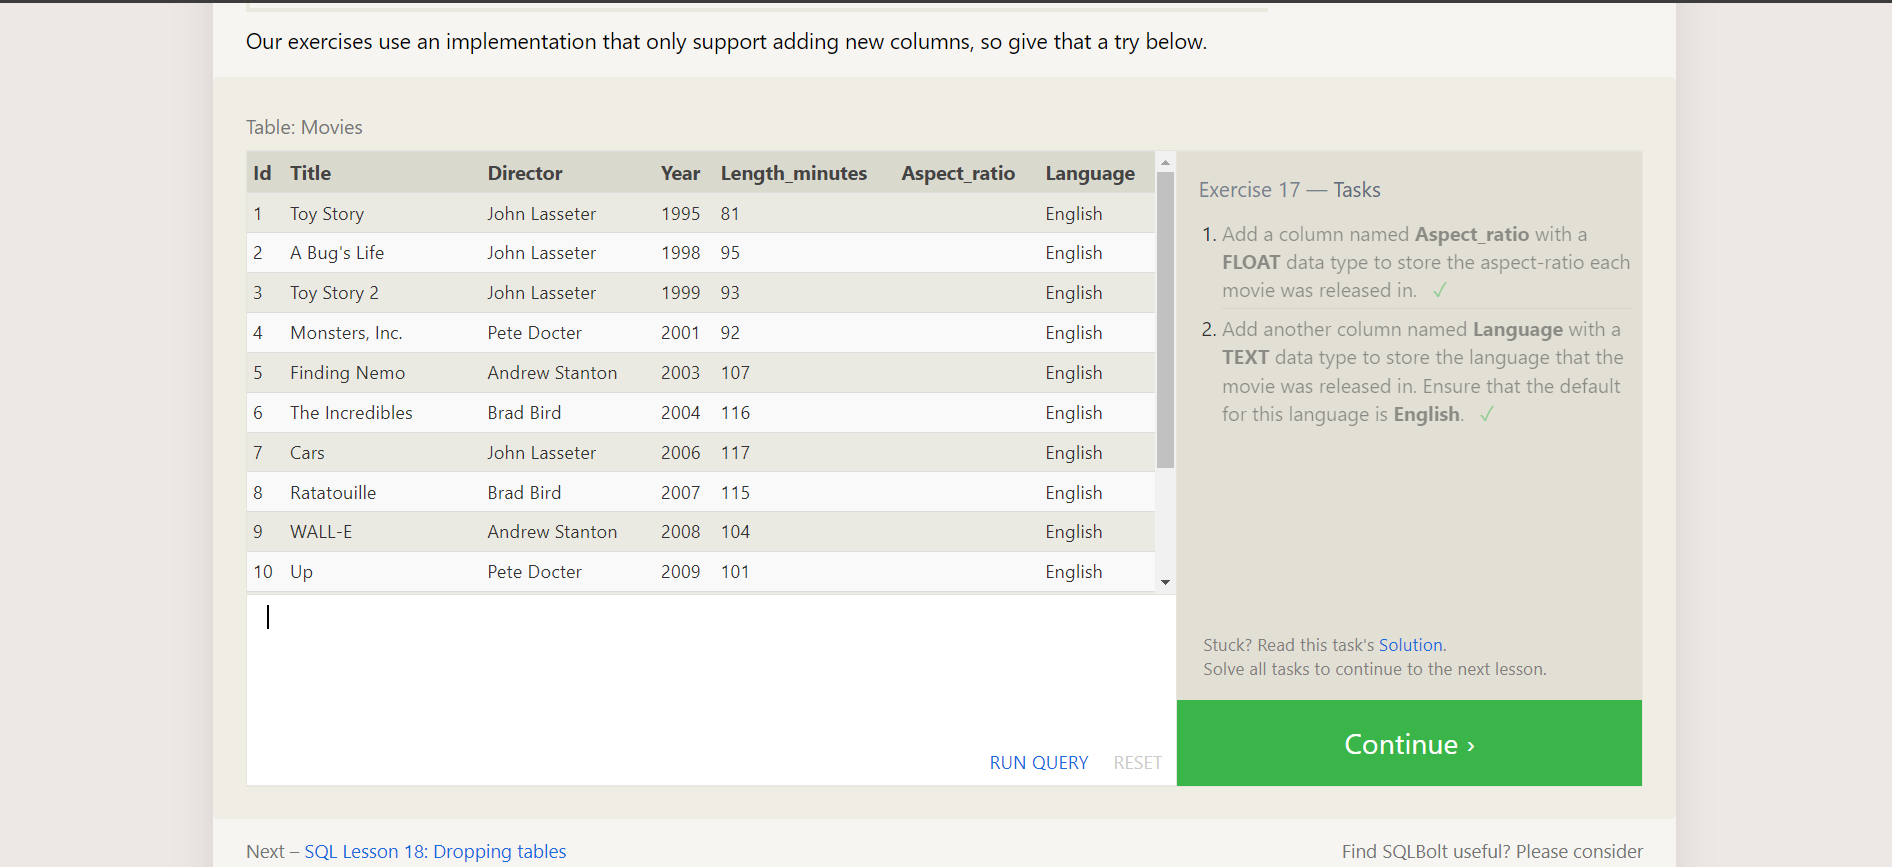 Our exercises use an implementation that only support adding new columns, so give that a try below.
Table: Movies
Id Title Director Year Length_minutes Aspect_ratio Language
1 Toy Story John Lasseter 1995 81 English
2 A Bug's Life John Lasseter 1998 95 English
3 Toy Story 2 John Lasseter 1999 93 English
4 Monsters, Inc. Pete Docter 2001 92 English
5 Finding Nemo Andrew Stanton 2003 107 English
6 The Incredibles Brad Bird 2004 116 English
7 Cars John Lasseter 2006 117 English
8 Ratatouille Brad Bird 2007 115 English
9 WALL-E Andrew Stanton 2008 104 English
10 Up Pete Docter 2009 101 English
RUN QUERY RESET
Exercise 17 — Tasks
1. Add a column named Aspect_ratio with a
FLOAT data type to store the aspect-ratio each
movie was released in. ✓
2. Add another column named Language with a
TEXT data type to store the language that the
movie was released in. Ensure that the default
for this language is English. ✓
Stuck? Read this task's Solution.
Solve all tasks to continue to the next lesson.
Continue ›
Next – SQL Lesson 18: Dropping tables
Find SQLBolt useful? Please consider